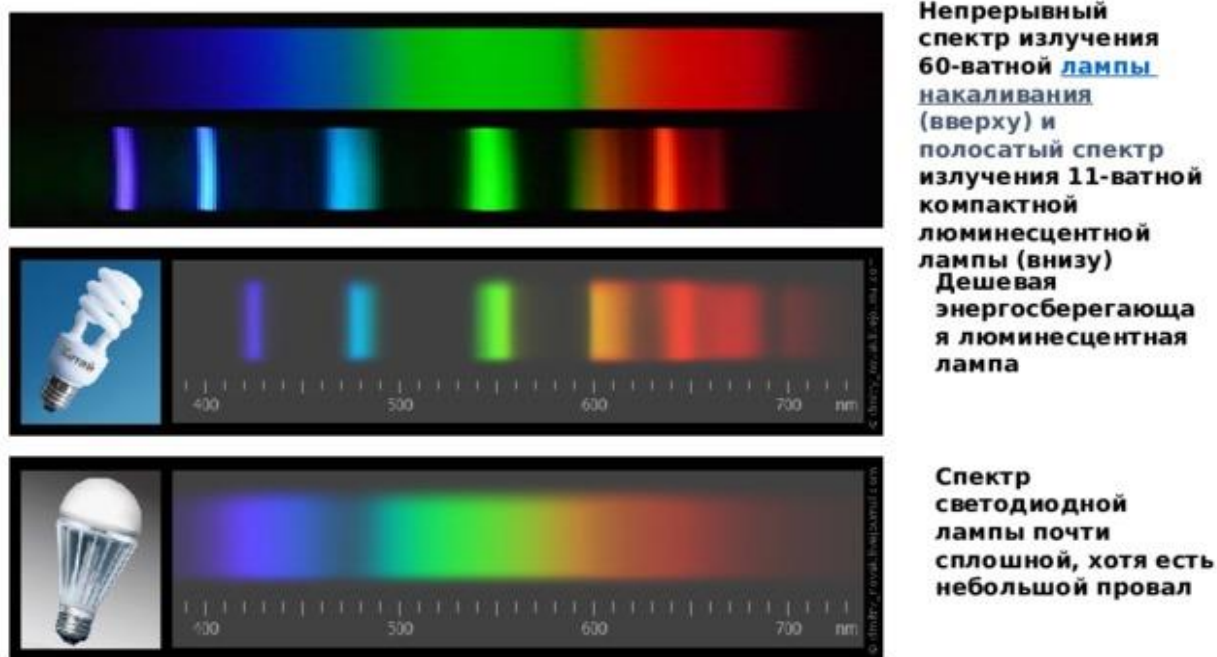 Непрерывный
спектр излучения
60-ватной лампы
накаливания
(вверху) и
полосатый спектр
излучения 11-ватной
компактной
люминесцентной
лампы (внизу)
Дешевая
энергосберегающа
я люминесцентная
лампа
Китай
400 500 600 700 nm
Спектр
светодиодной
лампы почти
сплошной, хотя есть
небольшой провал
400 500 600 700 nm